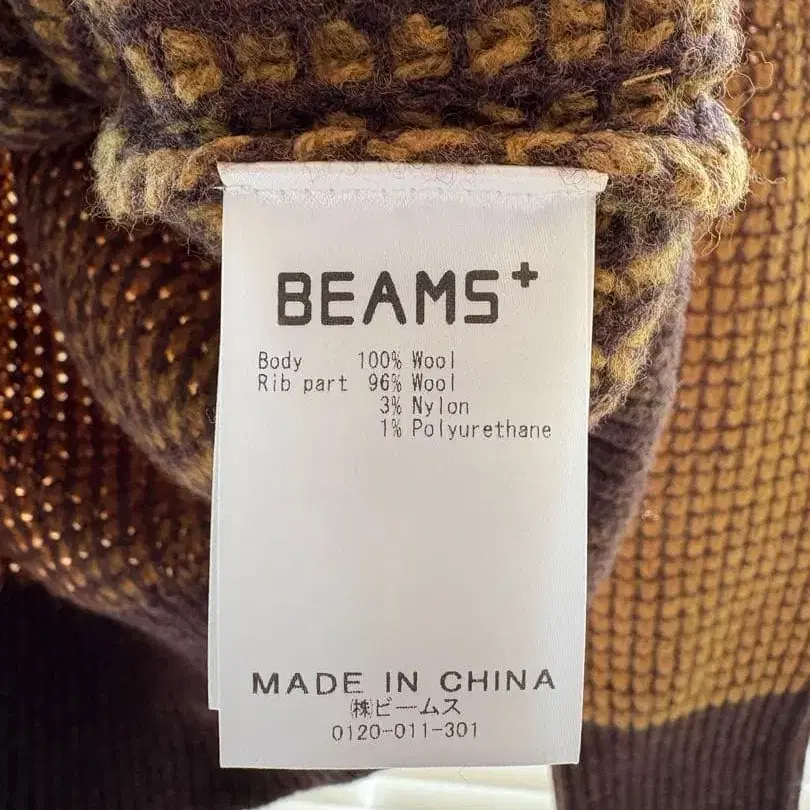 BEAMS+
Body 100% Wool
Rib part 96% Wool
3% Nylon
1% Polyurethane
MADE IN CHINA
㈱ビームス
0120-011-301